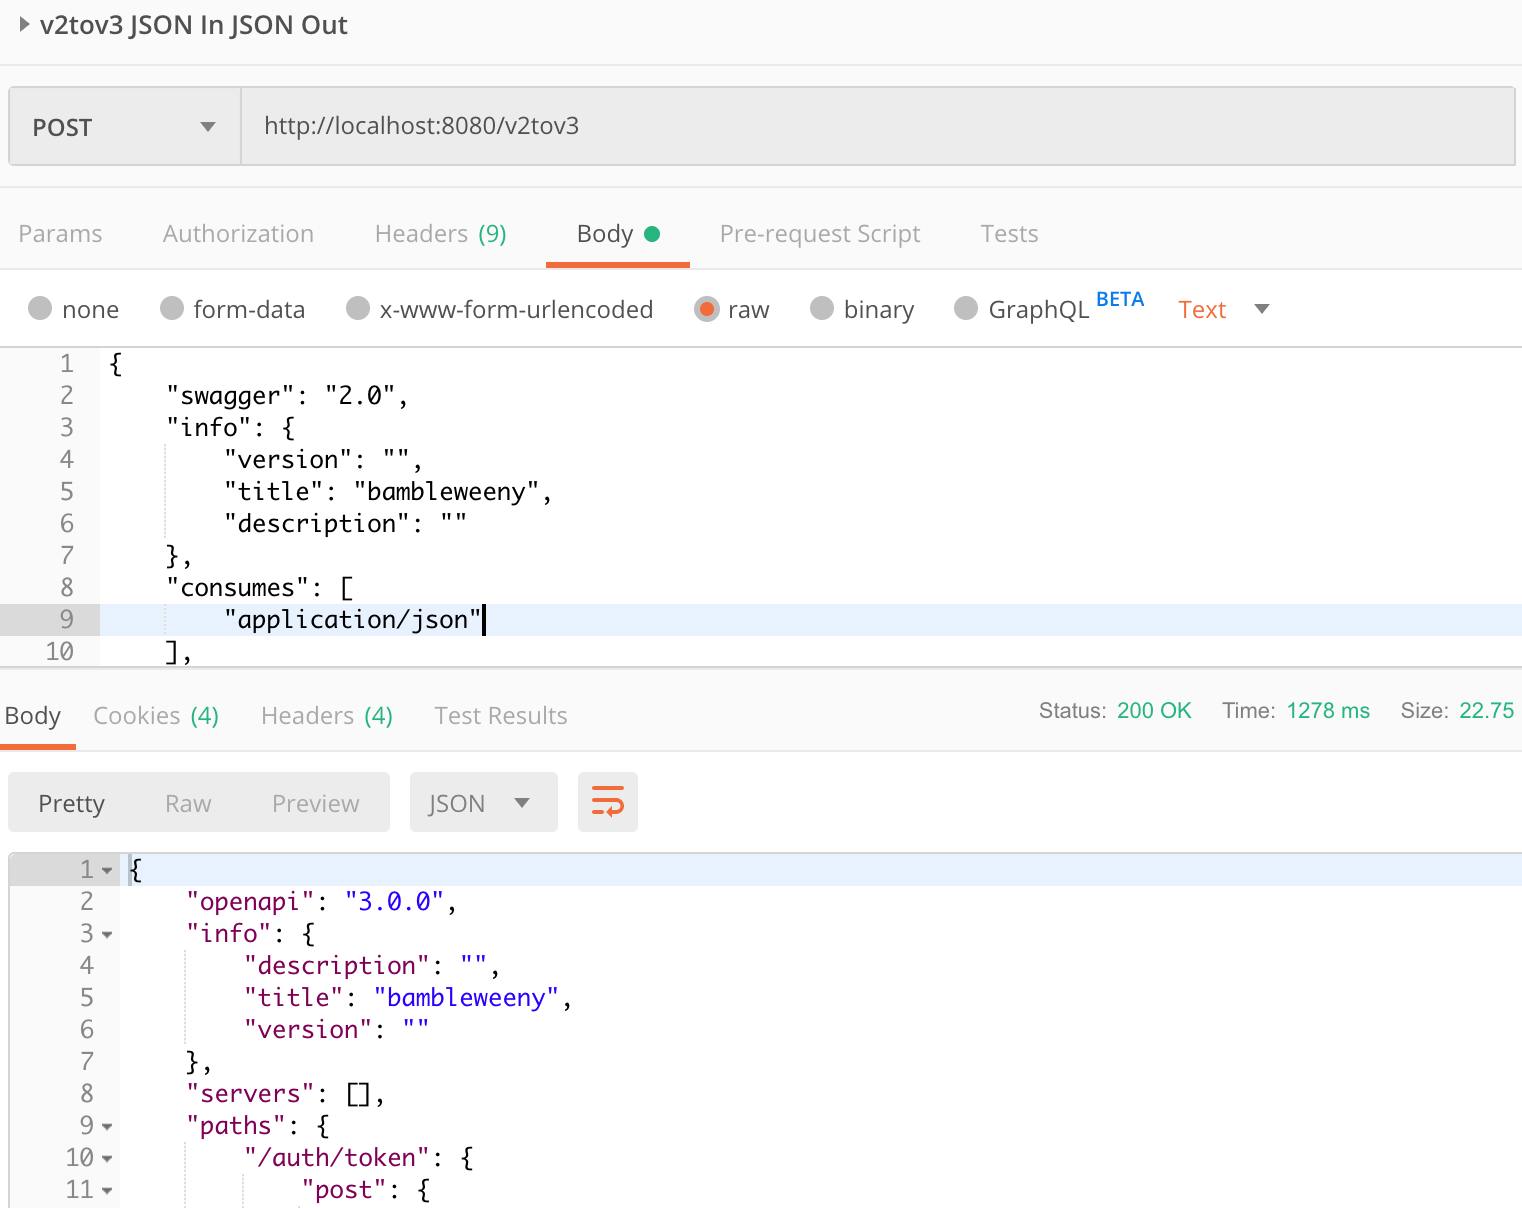 v2tov3 JSON In JSON Out
POST http://localhost:8080/v2tov3
Params Authorization Headers (9) Body Pre-request Script Tests
none form-data x-www-form-urlencoded raw binary GraphQL BETA Text
1 {
2 "swagger": "2.0",
3 "info": {
4 "version": "",
5 "title": "bambleweeny",
6 "description": ""
7 },
8 "consumes": [
9 "application/json"
10 ],
Body Cookies (4) Headers (4) Test Results Status: 200 OK Time: 1278 ms Size: 22.75
Pretty Raw Preview JSON
1 {
2 "openapi": "3.0.0",
3 "info": {
4 "description": "",
5 "title": "bambleweeny",
6 "version": ""
7 },
8 "servers": [],
9 "paths": {
10 "/auth/token": {
11 "post": {